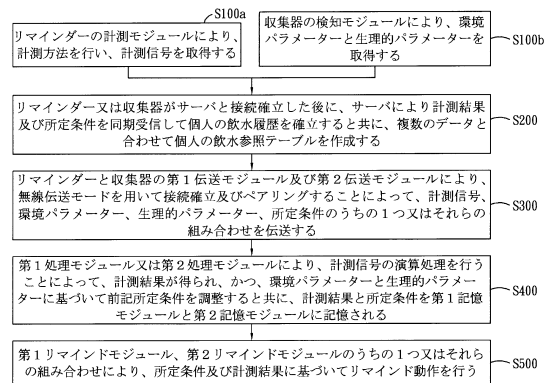 S100a
リマインダーの計測モジュールにより、
計測方法を行い、計測信号を取得する
収集器の検知モジュールにより、環境
パラメーターと生理的パラメーターを
取得する
S100b
リマインダー又は収集器がサーバと接続確立した後に、サーバにより計測結果
及び所定条件を同期受信して個人の飲水履歴を確立すると共に、複数のデータと
合わせて個人の飲水参照テーブルを作成する
S200
リマインダーと収集器の第1伝送モジュール及び第2伝送モジュールにより、
無線伝送モードを用いて接続確立及びペアリングすることによって、計測信号、
環境パラメーター、生理的パラメーター、所定条件のうちの1つ又はそれらの
組み合わせを伝送する
S300
第1処理モジュール又は第2処理モジュールにより、計測信号の演算処理を行う
ことによって、計測結果が得られ、かつ、環境パラメーターと生理的パラメー
ターに基づいて前記所定条件を調整すると共に、計測結果と所定条件を第1記憶
モジュールと第2記憶モジュールに記憶される
S400
第1リマインドモジュール、第2リマインドモジュールのうちの1つ又はそれら
の組み合わせにより、所定条件及び計測結果に基づいてリマインド動作を行う
S500